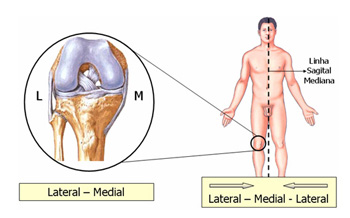 L
M
Lateral – Medial
Linha
Sagital
Mediana
Lateral – Medial - Lateral